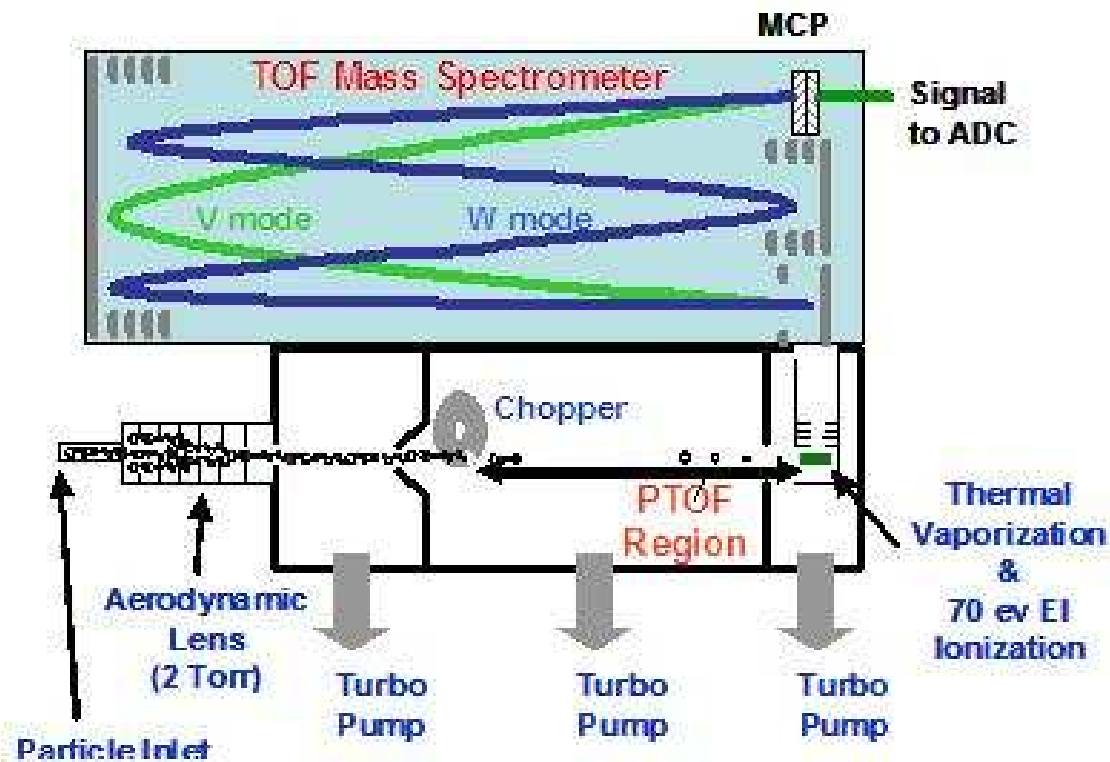 MCP
TOF Mass Spectrometer
Signal
to ADC
V mode
W mode
Chopper
PTOF
Region
Thermal
Vaporization
&
70 ev EI
Ionization
Aerodynamic
Lens
(2 Torr)
Turbo
Pump
Turbo
Pump
Turbo
Pump
Particle Inlet